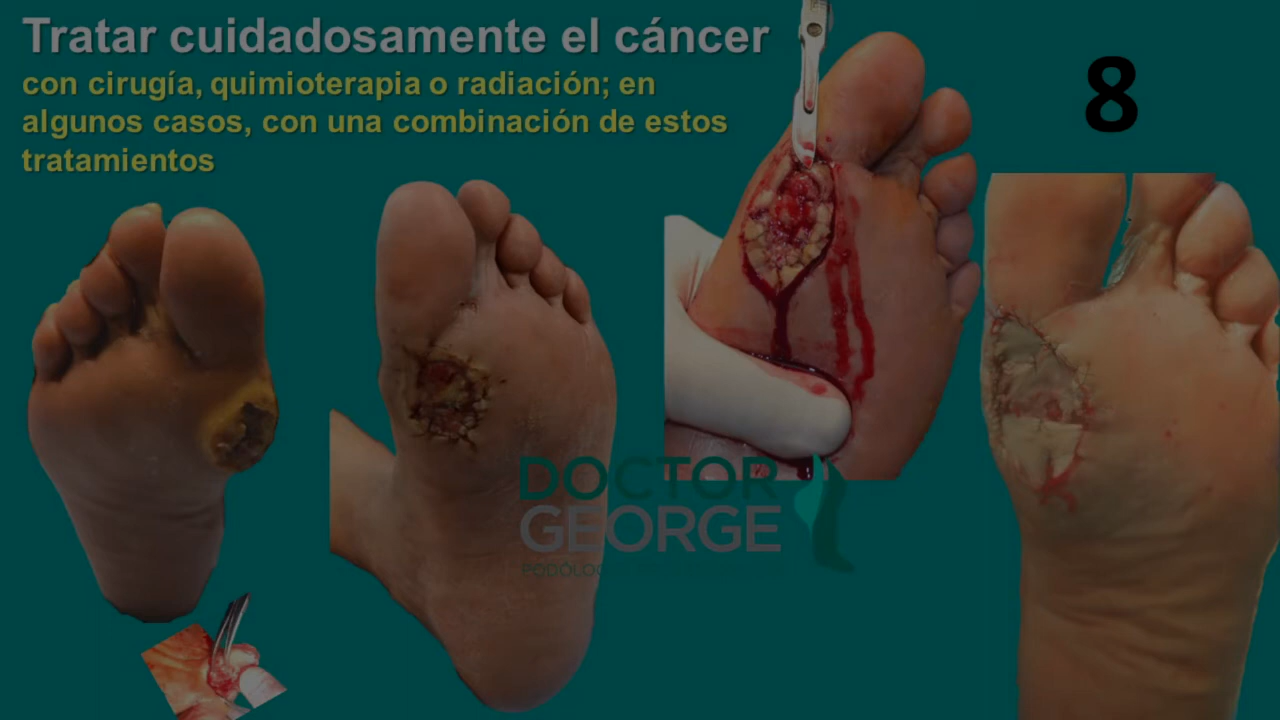 Tratar cuidadosamente el cáncer
con cirugía, quimioterapia o radiación; en
algunos casos, con una combinación de estos
tratamientos
8
DOCTOR
GEORGE